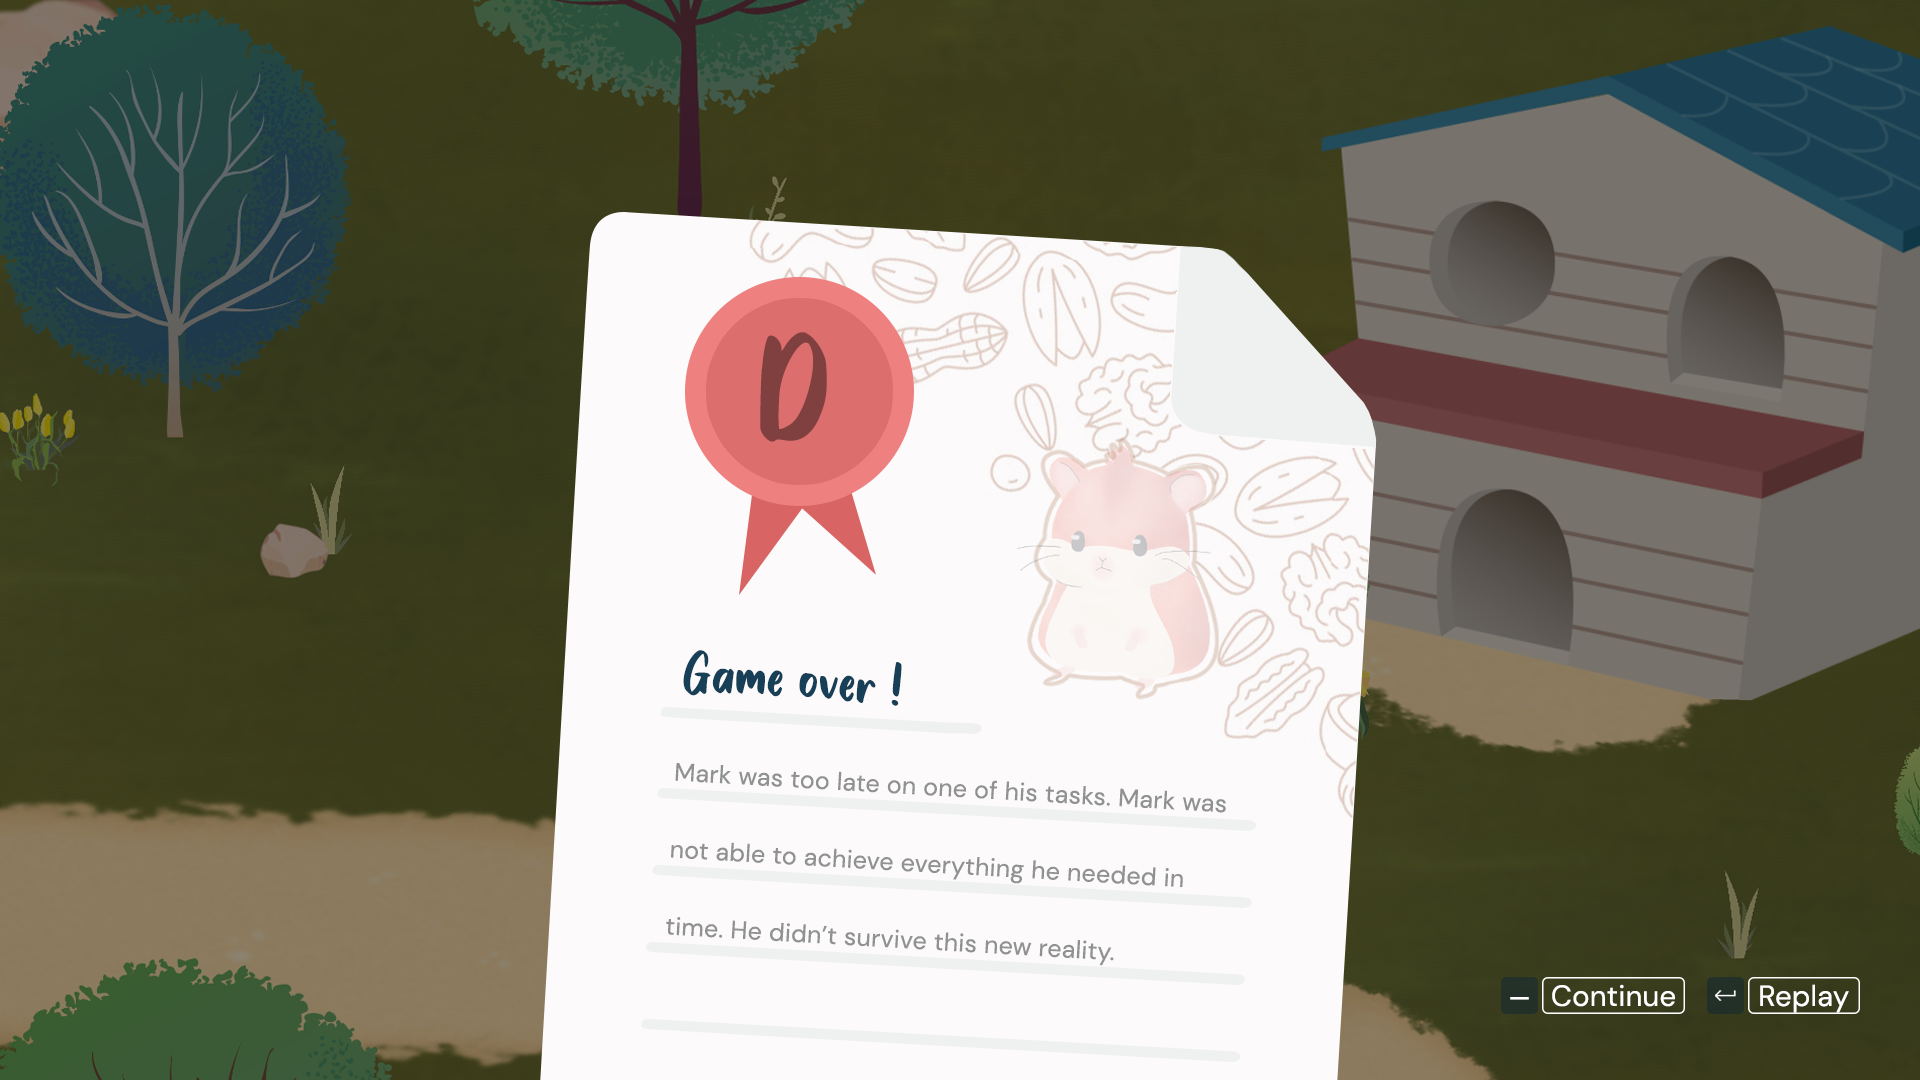 D
Game over !
Mark was too late on one of his tasks. Mark was
not able to achieve everything he needed in
time. He didn’t survive this new reality.
Continue
Replay